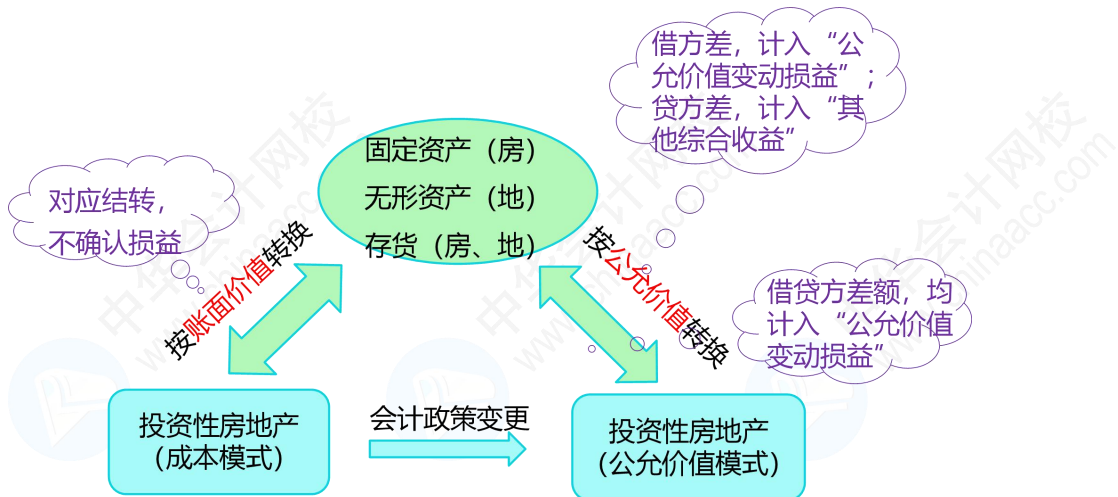 借方差，计入“公
允价值变动损益”；
贷方差，计入“其
他综合收益”
固定资产（房）
无形资产（地）
存货（房、地）
对应结转，
不确认损益
按账面价值转换
按公允价值转换
借贷方差额，均
计入“公允价值
变动损益”
投资性房地产
（成本模式）
会计政策变更
投资性房地产
（公允价值模式）